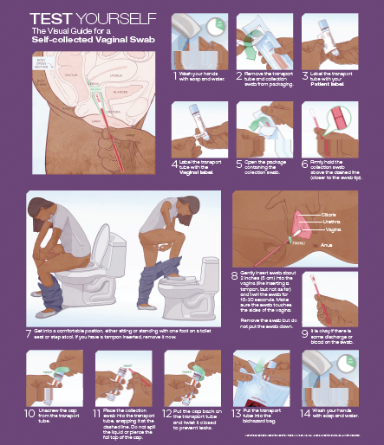 TEST YOURSELF
The Visual Guide for a
Self-collected Vaginal Swab
1 Wash your hands
with soap and water.
2 Remove the transport
tube and collection
swab from packaging.
3 Label the transport
tube with your
Patient label
4 Label the transport
tube with the
Vaginal label.
5 Open the package
containing the
collection swab.
6 Firmly hold the
collection swab
above the dashed line
(closer to the swab tip).
Clitoris
Urethra
Vagina
Anus
7 Get into a comfortable position, either sitting or standing with one foot on a toilet
seat or step stool. If you have a tampon inserted, remove it now.
8 Gently insert swab about
2 inches (5 cm) into the
vagina (like inserting a
tampon, but not as far)
and twirl the swab for
15-20 seconds. Make
sure the swab touches
the sides of the vagina.
Remove the swab but do
not put the swab down.
9 It is okay if there is
some discharge or
blood on the swab.
10 Unscrew the cap
from the transport
tube.
11 Place the collection
swab into the transport
tube, snapping it at the
dashed line. Do not spill
the liquid or pierce the
foil top of the cap.
12 Put the cap back on
the transport tube
and twist it closed
to prevent leaks.
13 Put the transport
tube into the
biohazard bag.
14 Wash your hands
with soap and water.